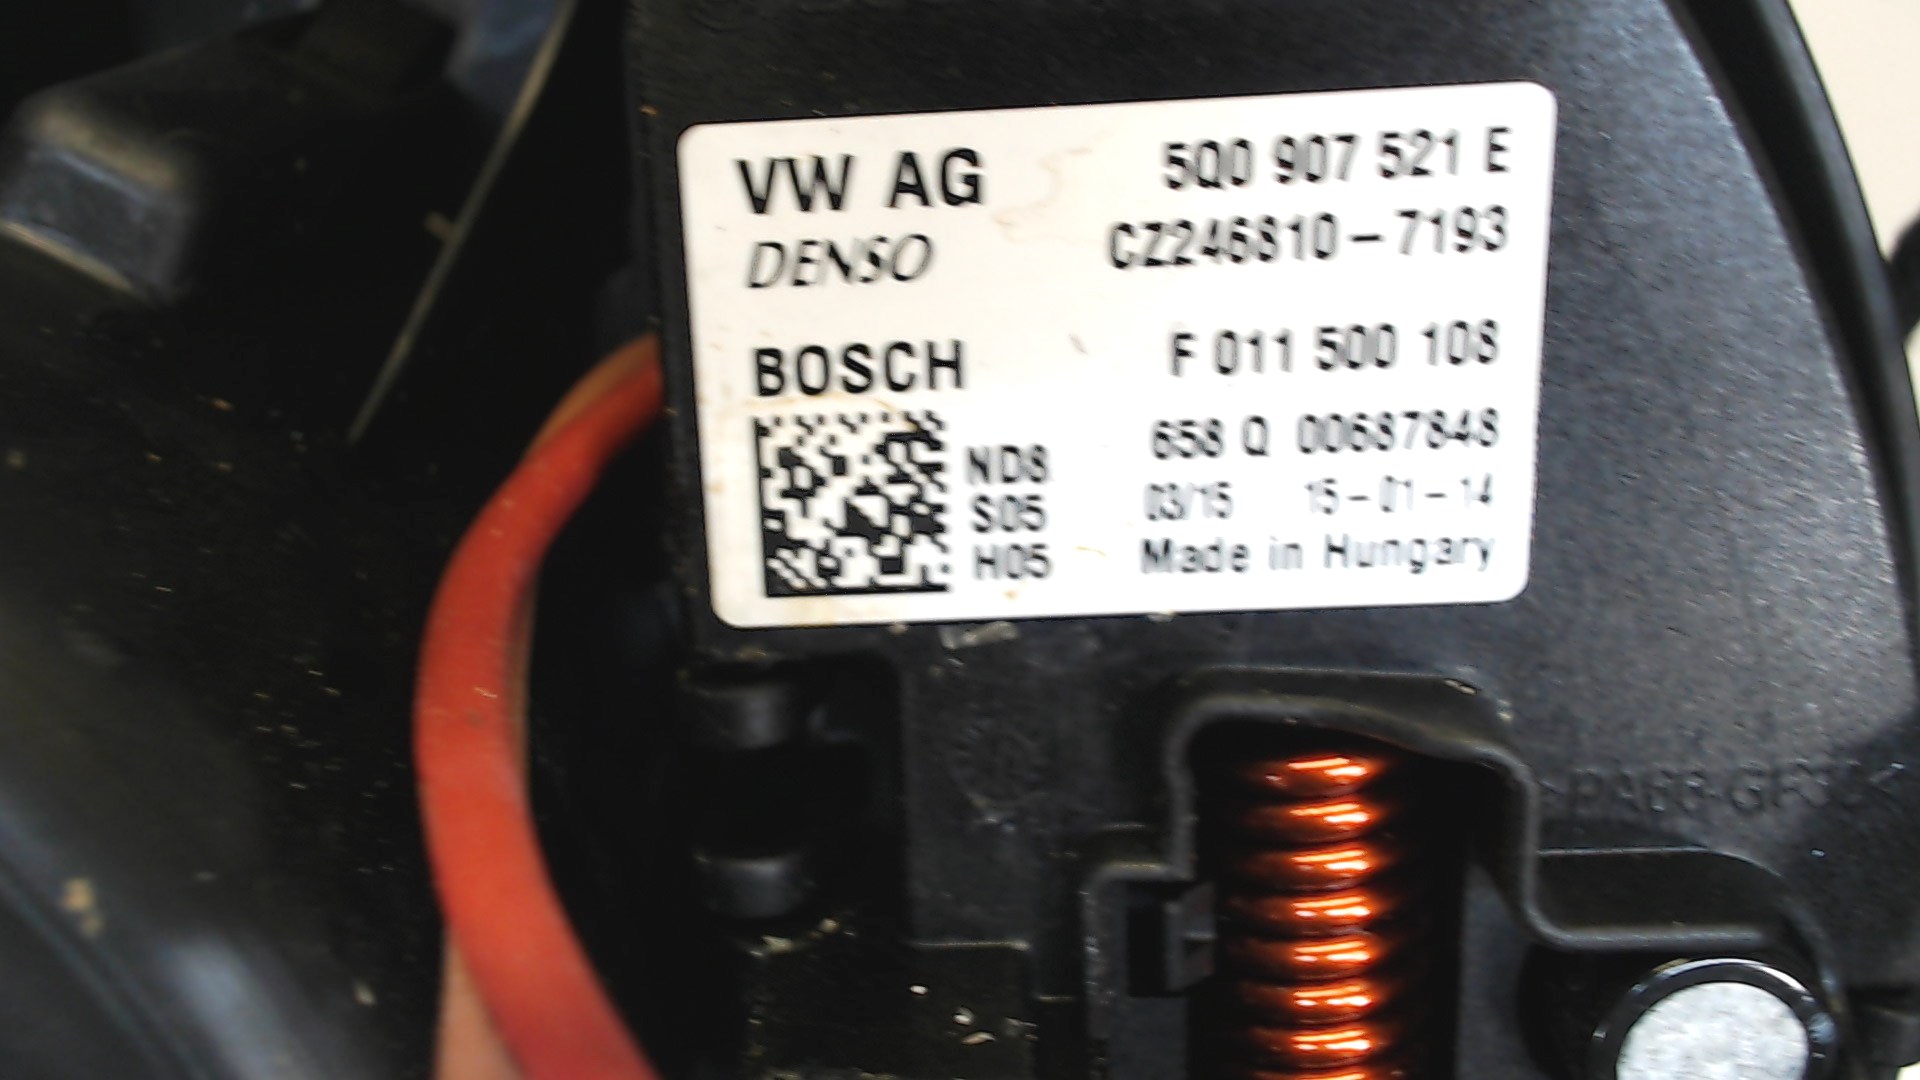 VW AG 5Q0 907 521 E
DENSO CZ246810-7193
BOSCH F 011 500 108
ND8 658 Q 00687848
S05 03/15 15-01-14
H05 Made in Hungary